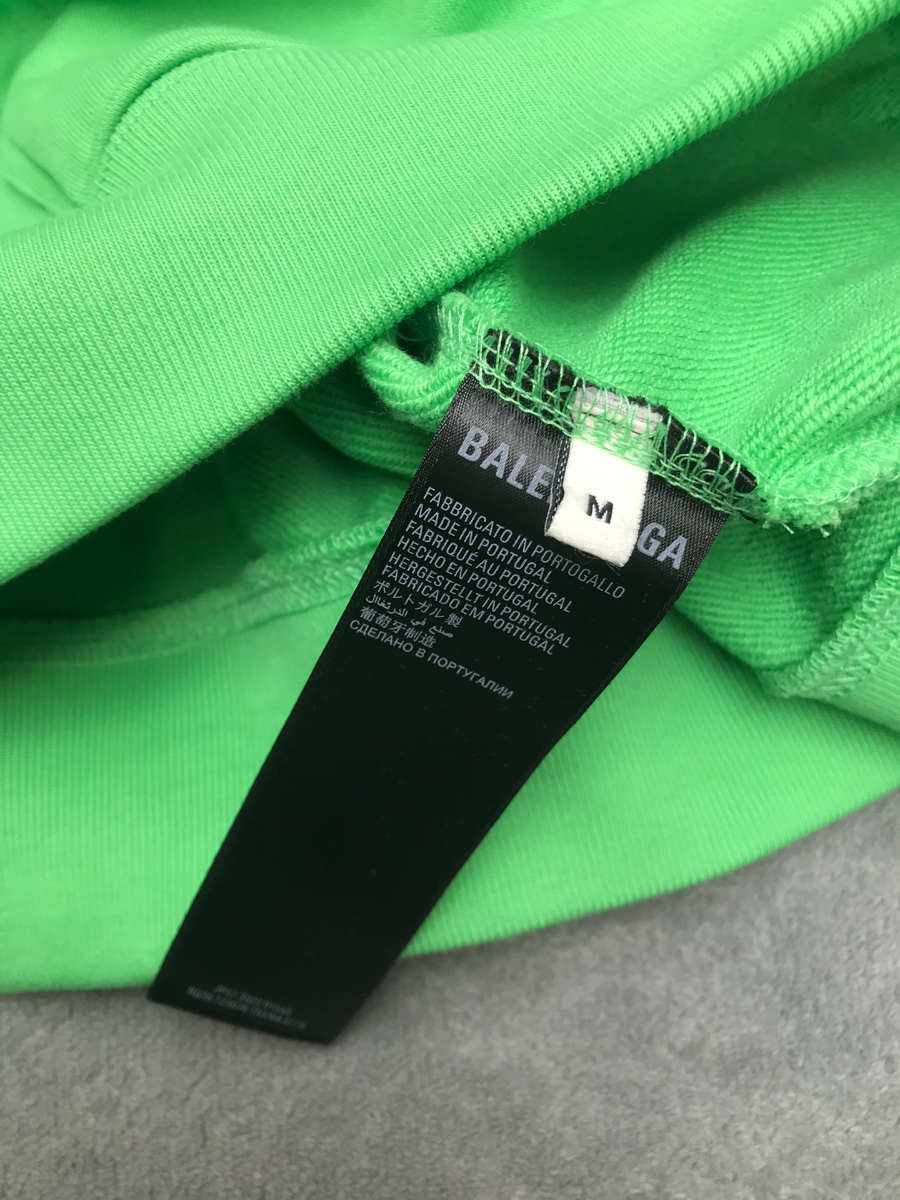 BALE GA
M
FABBRICATO IN PORTOGALLO
MADE IN PORTUGAL
FABRIQUÉ AU PORTUGAL
HECHO EN PORTUGAL
HERGESTELLT IN PORTUGAL
FABRICADO EM PORTUGAL
ポルトガル製
صنع في البرتغال
葡萄牙制造
СДЕЛАНО В ПОРТУГАЛИИ